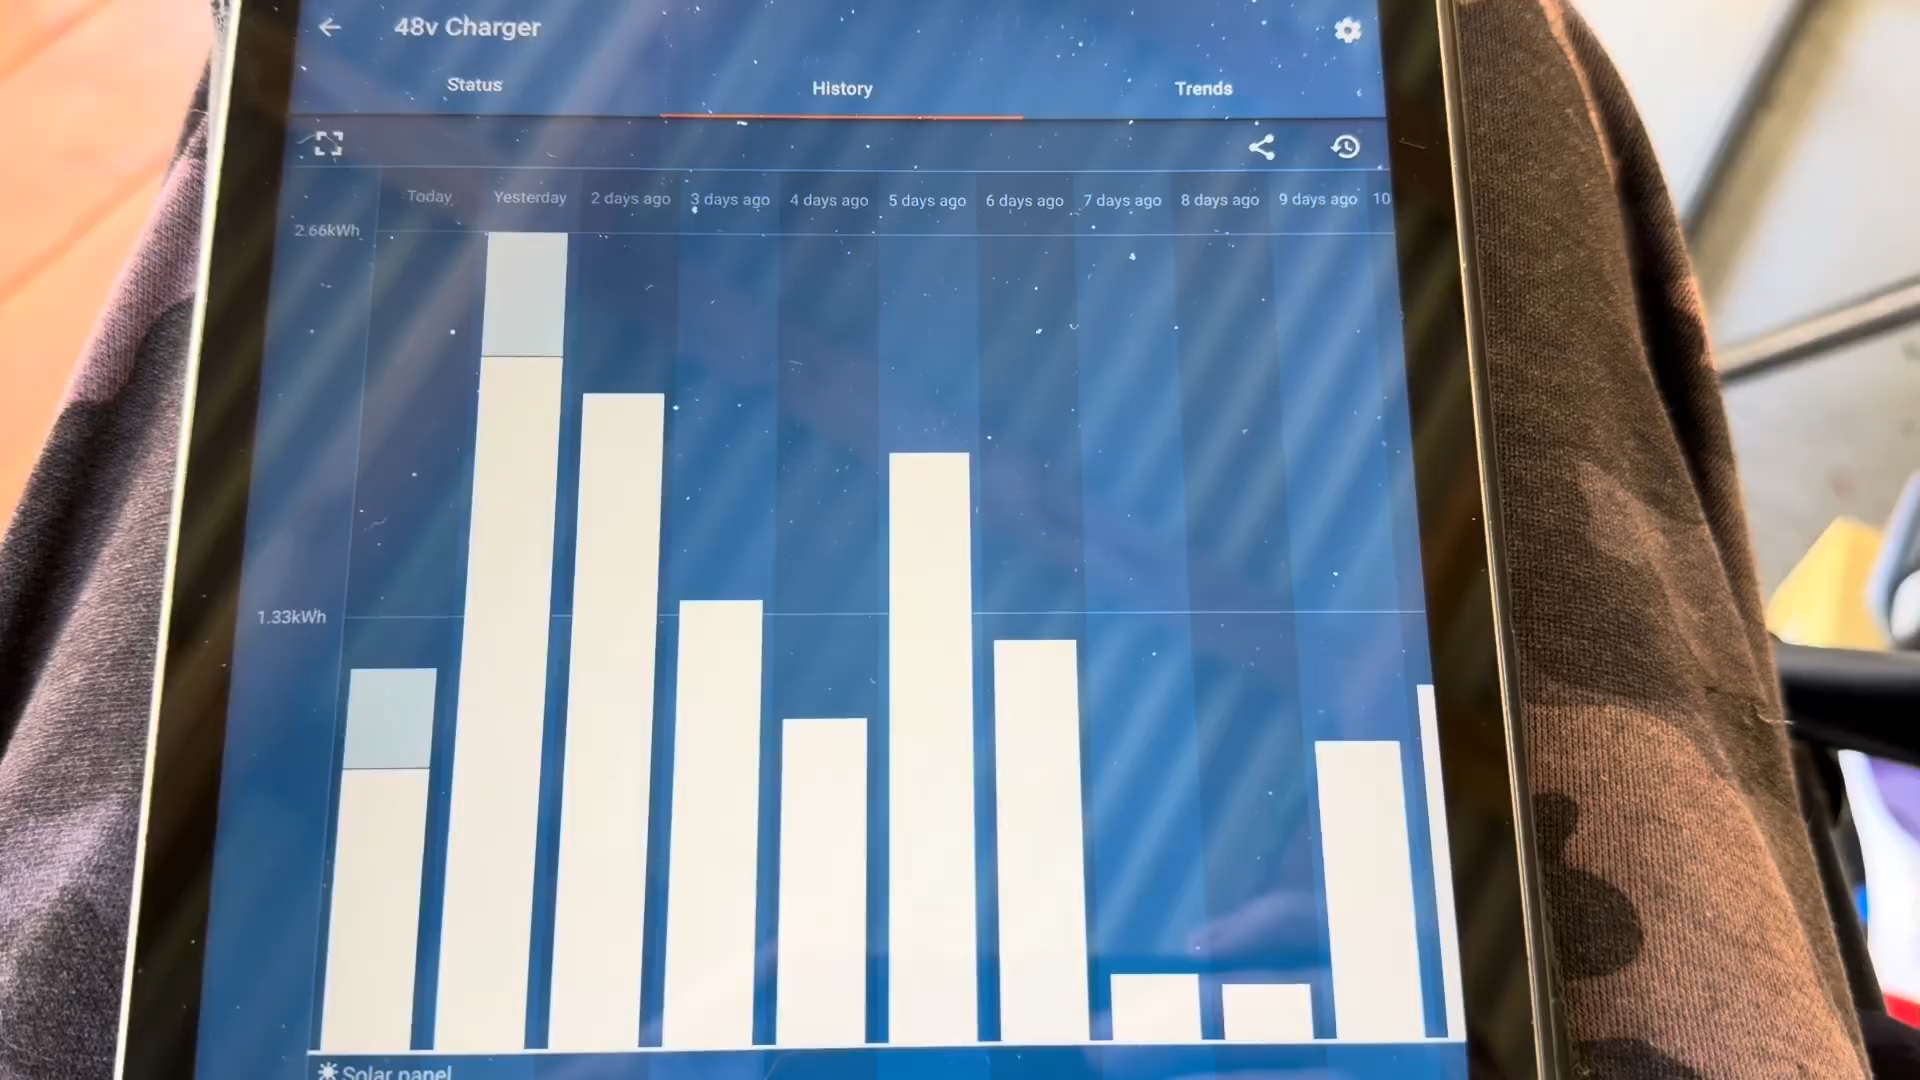 48v Charger
Status History Trends
Today Yesterday 2 days ago 3 days ago 4 days ago 5 days ago 6 days ago 7 days ago 8 days ago 9 days ago 10
2.66kWh
1.33kWh
Solar panel